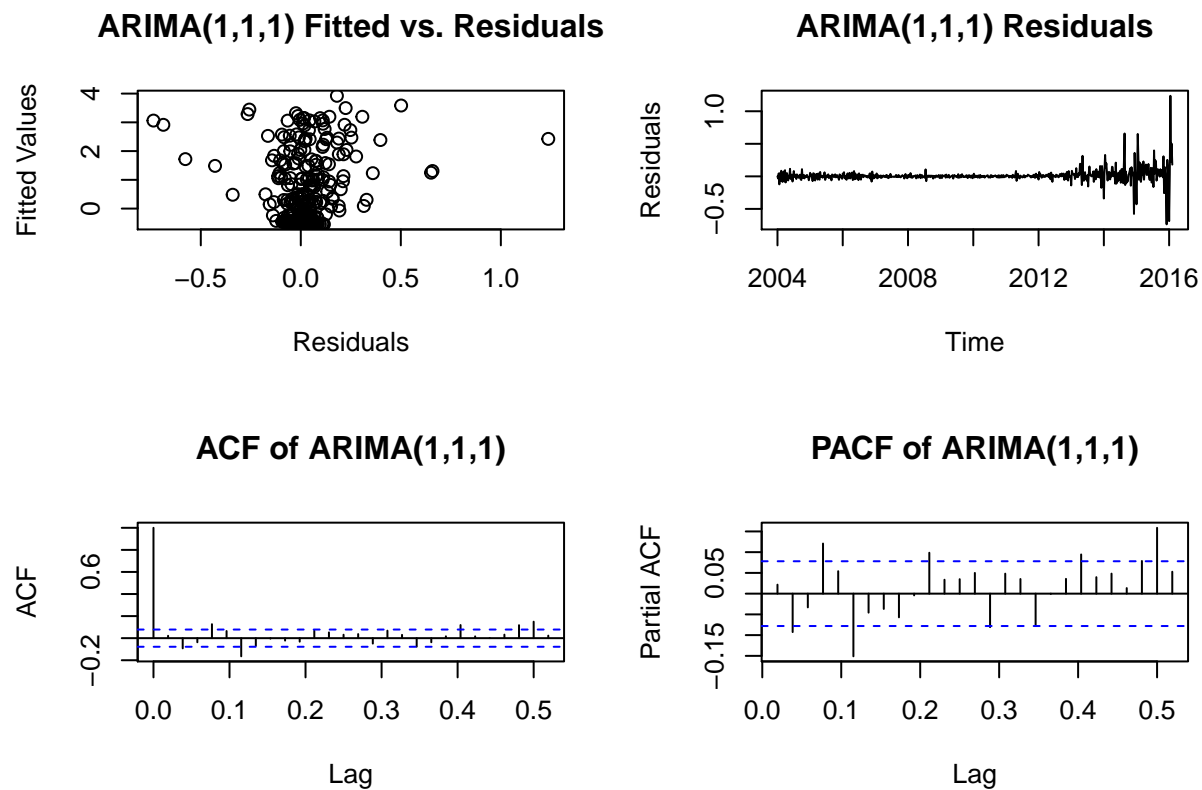 ARIMA(1,1,1) Fitted vs. Residuals
Fitted Values
4
2
0
−0.5 0.0 0.5 1.0
Residuals
ARIMA(1,1,1) Residuals
Residuals
1.0
−0.5
2004 2008 2012 2016
Time
ACF of ARIMA(1,1,1)
ACF
0.6
−0.2
0.0 0.1 0.2 0.3 0.4 0.5
Lag
PACF of ARIMA(1,1,1)
Partial ACF
0.05
−0.15
0.0 0.1 0.2 0.3 0.4 0.5
Lag